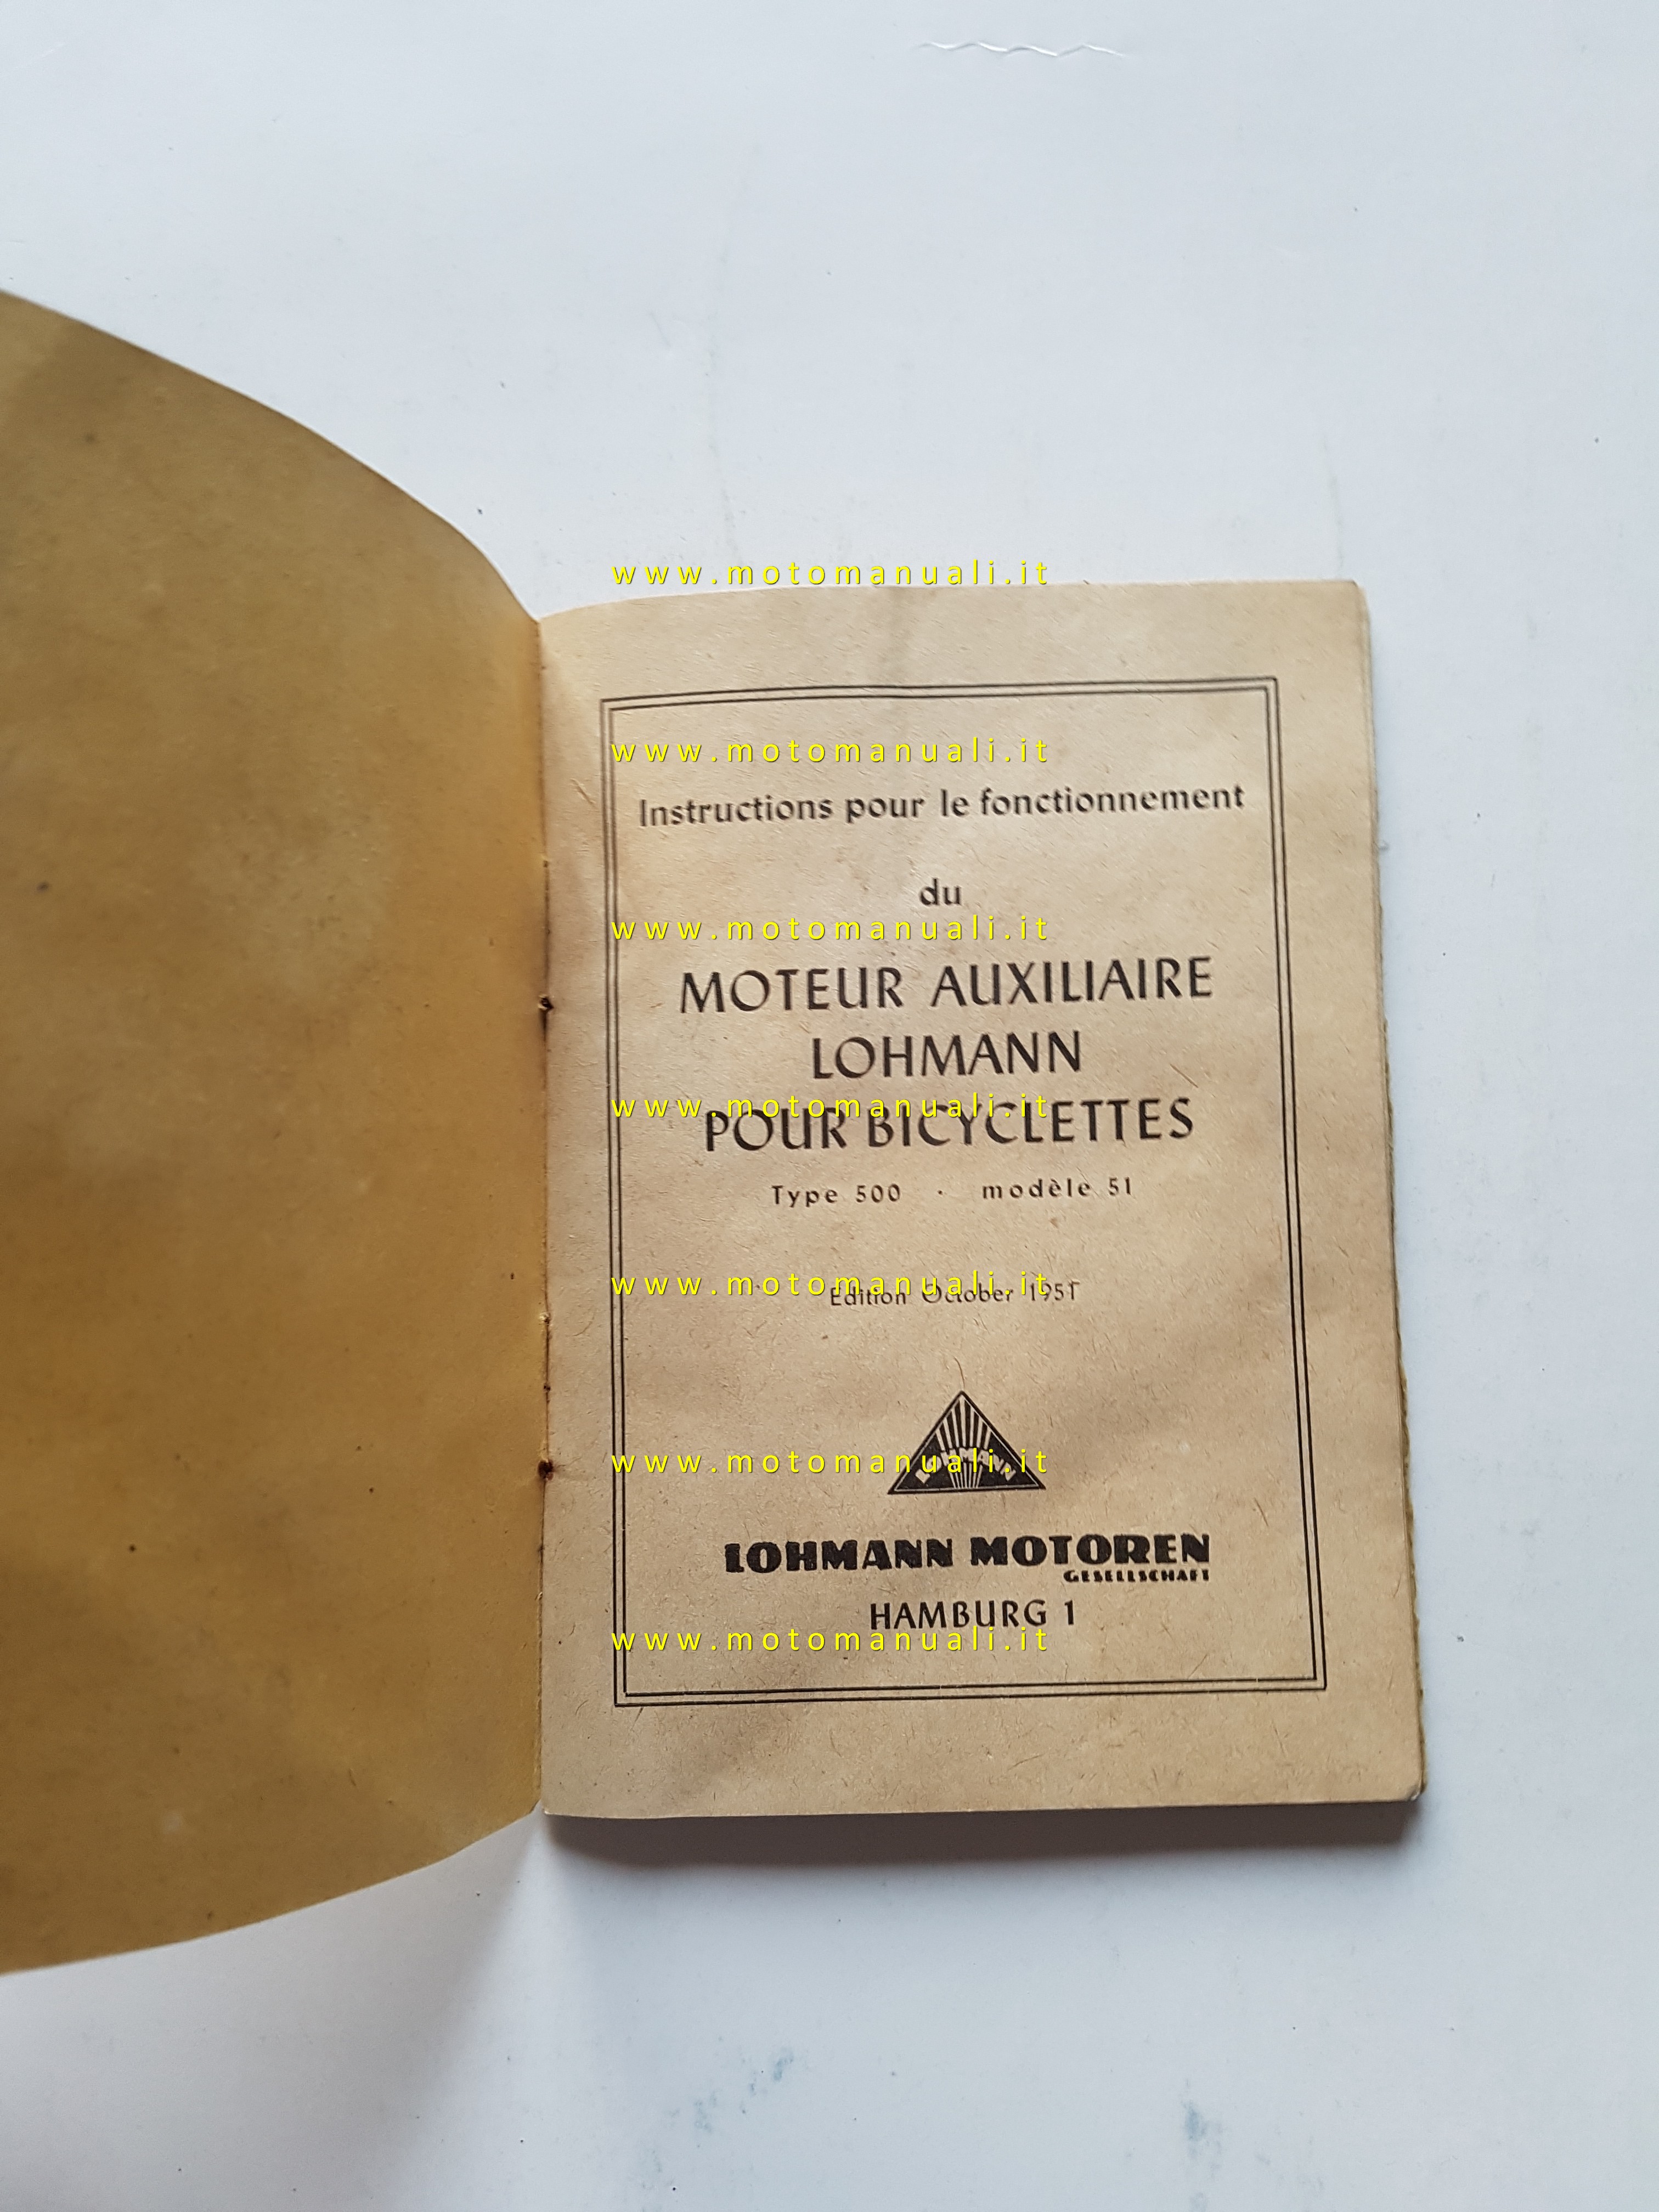 www.motomanuali.it
www.motomanuali.it
Instructions pour le fonctionnement
du
www.motomanuali.it
MOTEUR AUXILIAIRE
LOHMANN
www.motomanuali.it
POUR BICYCLETTES
Type 500 · modèle 51
www.motomanuali.it
Edition October 1951
LOHMANN
www.motomanuali.it
LOHMANN MOTOREN
GESELLSCHAFT
HAMBURG 1
www.motomanuali.it